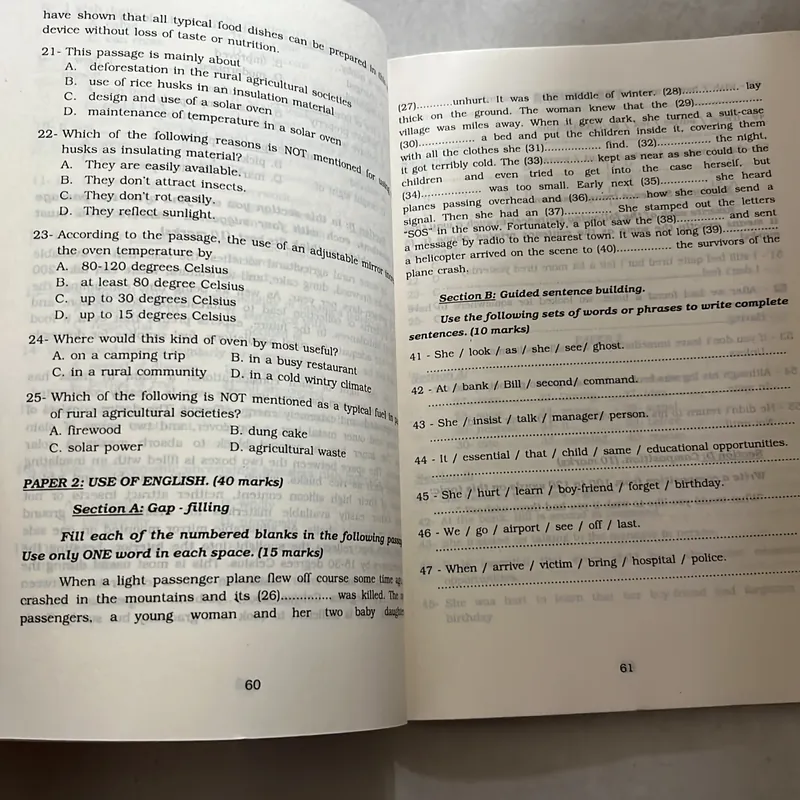 have shown that all typical food dishes can be prepared in this
device without loss of taste or nutrition.
21- This passage is mainly about
A. deforestation in the rural agricultural societies
B. use of rice husks in an insulation material
C. design and use of a solar oven
D. maintenance of temperature in a solar oven
22- Which of the following reasons is NOT mentioned for using
husks as insulating material?
A. They are easily available.
B. They don't attract insects.
C. They don't rot easily.
D. They reflect sunlight.
23- According to the passage, the use of an adjustable mirror
the oven temperature by
A. 80-120 degrees Celsius
B. at least 80 degree Celsius
C. up to 30 degrees Celsius
D. up to 15 degrees Celsius
24- Where would this kind of oven by most useful?
A. on a camping trip B. in a busy restaurant
C. in a rural community D. in a cold wintry climate
25- Which of the following is NOT mentioned as a typical fuel in
of rural agricultural societies?
A. firewood B. dung cake
C. solar power D. agricultural waste
PAPER 2: USE OF ENGLISH. (40 marks)
Section A: Gap - filling
Fill each of the numbered blanks in the following
Use only ONE word in each space. (15 marks)
When a light passenger plane flew off course some time
crashed in the mountains and its (26).............. was killed. The
passengers, a young woman and her two baby
60
(27)...........unhurt. It was the middle of winter. (28)................ lay
thick on the ground. The woman knew that the (29)..................
village was miles away. When it grew dark, she turned a suit-case
(30)................ a bed and put the children inside it, covering them
with all the clothes she (31)................ find. (32)............... the night,
it got terribly cold. The (33)................ kept as near as she could to the
children and even tried to get into the case herself, but
(34).................. was too small. Early next (35)............... she heard
planes passing overhead and (36)............... how she could send a
signal. Then she had an (37)............. She stamped out the letters
"SOS" in the snow. Fortunately, a pilot saw the (38)............. and sent
a message by radio to the nearest town. It was not long (39)...............
a helicopter arrived on the scene to (40)............... the survivors of the
plane crash.
Section B: Guided sentence building.
Use the following sets of words or phrases to write complete
sentences. (10 marks)
41 - She / look / as / she / see/ ghost.
42 - At / bank / Bill / second/ command.
43 - She / insist / talk / manager/ person.
44 - It / essential / that / child / same / educational opportunities.
45 - She / hurt / learn / boy-friend / forget / birthday.
46 - We / go / airport / see / off / last.
47 - When / arrive / victim / bring / hospital / police.
61